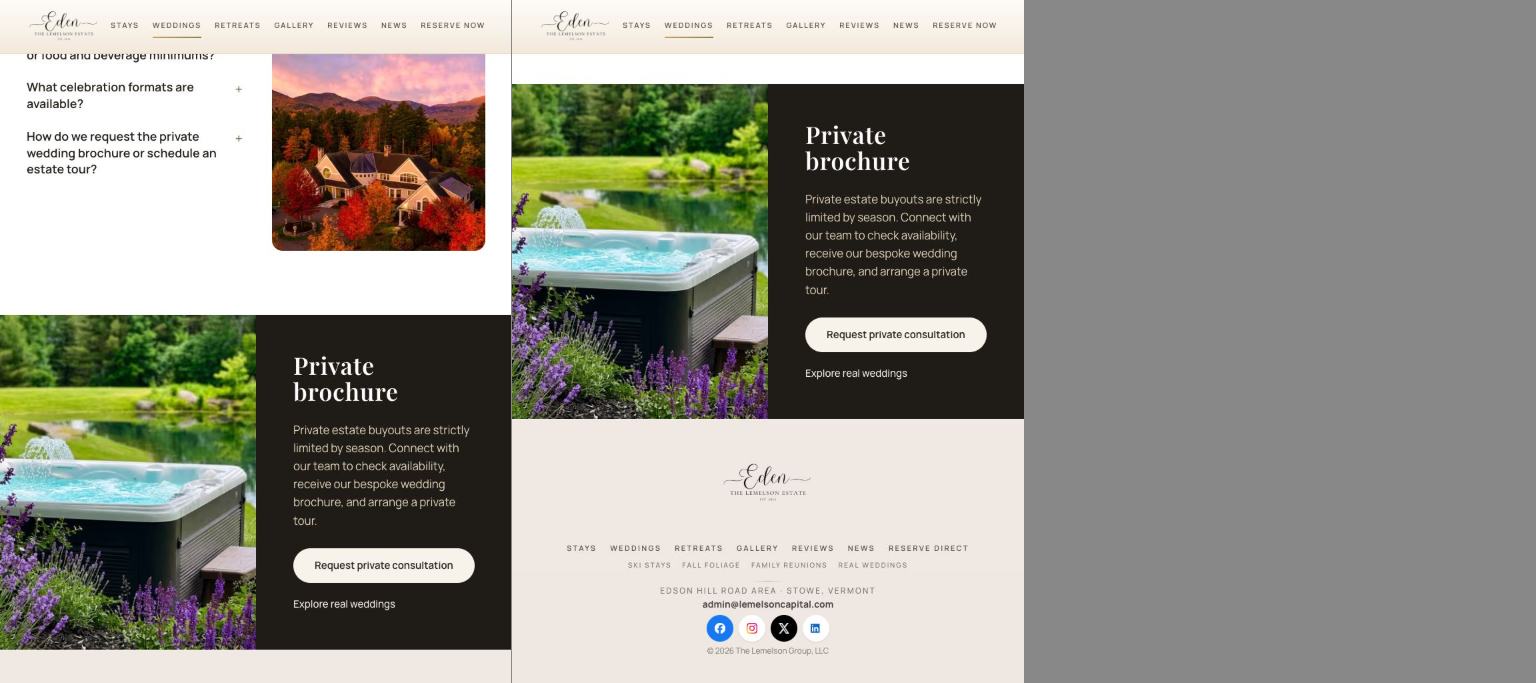 Eden
THE LEMELSON ESTATE
STAYS WEDDINGS RETREATS GALLERY REVIEWS NEWS RESERVE NOW
or food and beverage minimums?
What celebration formats are
available?
+
How do we request the private
wedding brochure or schedule an
estate tour?
+
Private
brochure
Private estate buyouts are strictly
limited by season. Connect with
our team to check availability,
receive our bespoke wedding
brochure, and arrange a private
tour.
Request private consultation
Explore real weddings
Eden
THE LEMELSON ESTATE
STAYS WEDDINGS RETREATS GALLERY REVIEWS NEWS RESERVE NOW
Private
brochure
Private estate buyouts are strictly
limited by season. Connect with
our team to check availability,
receive our bespoke wedding
brochure, and arrange a private
tour.
Request private consultation
Explore real weddings
Eden
THE LEMELSON ESTATE
STAYS WEDDINGS RETREATS GALLERY REVIEWS NEWS RESERVE DIRECT
SKI STAYS FALL FOLIAGE FAMILY REUNIONS REAL WEDDINGS
EDSON HILL ROAD AREA · STOWE, VERMONT
admin@lemelsoncapital.com
© 2026 The Lemelson Group, LLC